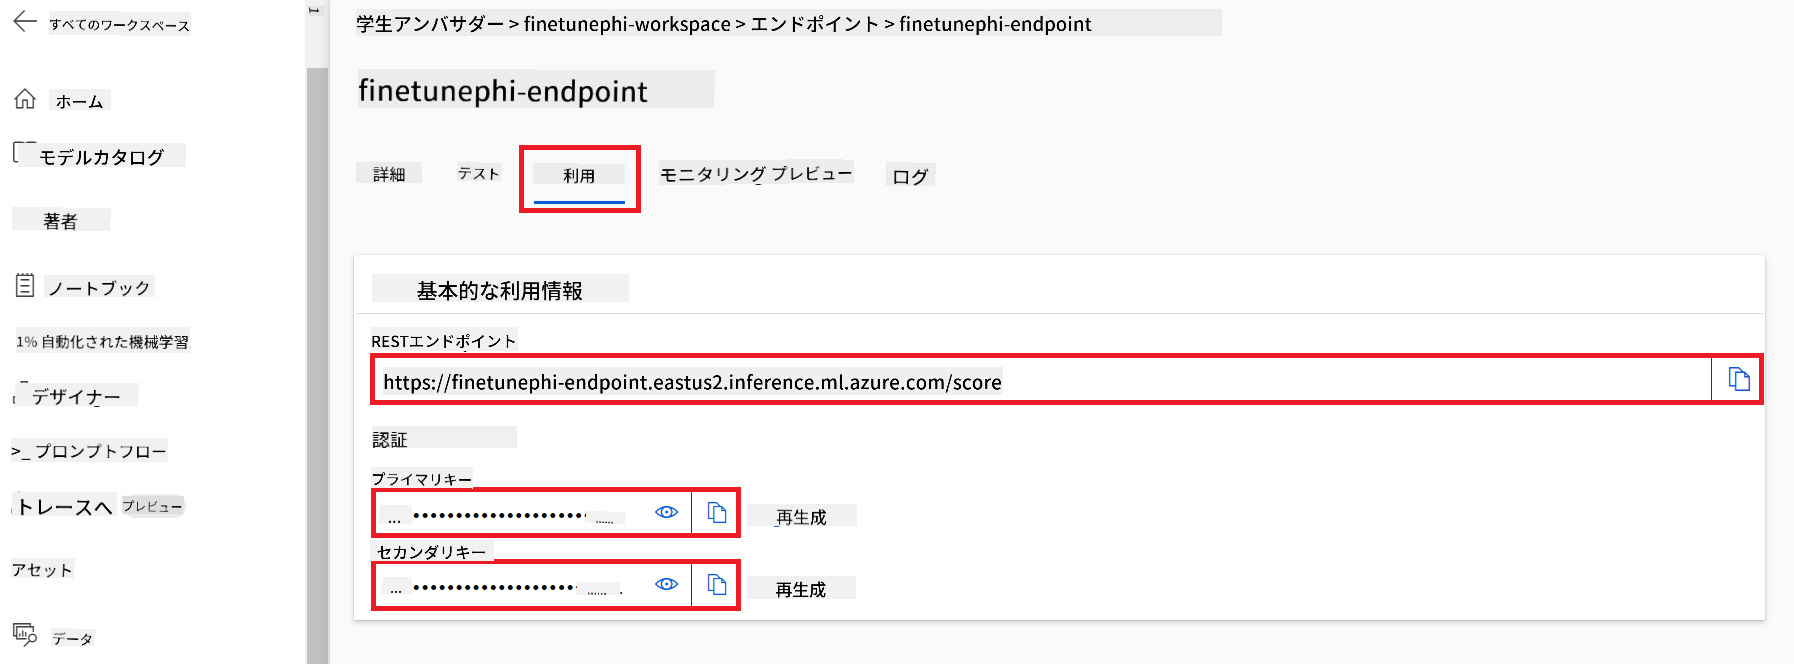 すべてのワークスペース
ホーム
モデルカタログ
著者
ノートブック
1% 自動化された機械学習
デザイナー
>_ プロンプトフロー
トレースへ プレビュー
アセット
データ
学生アンバサダー > finetunephi-workspace > エンドポイント > finetunephi-endpoint
finetunephi-endpoint
詳細 テスト 利用 モニタリング プレビュー ログ
基本的な利用情報
RESTエンドポイント
https://finetunephi-endpoint.eastus2.inference.ml.azure.com/score
認証
プライマリキー
再生成
セカンダリキー
再生成